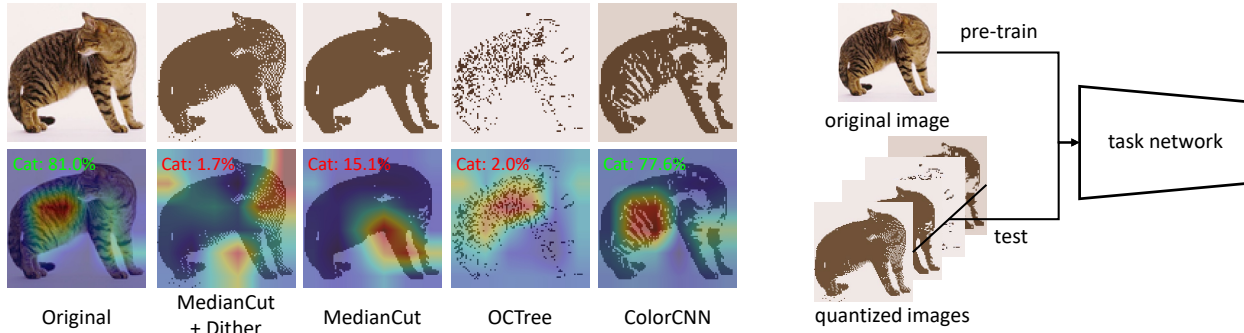 Cat: 81.0%
Cat: 1.7%
Cat: 15.1%
Cat: 2.0%
Cat: 77.6%
Original
MedianCut
+ Dither
MedianCut
OCTree
ColorCNN
pre-train
original image
task network
test
quantized images